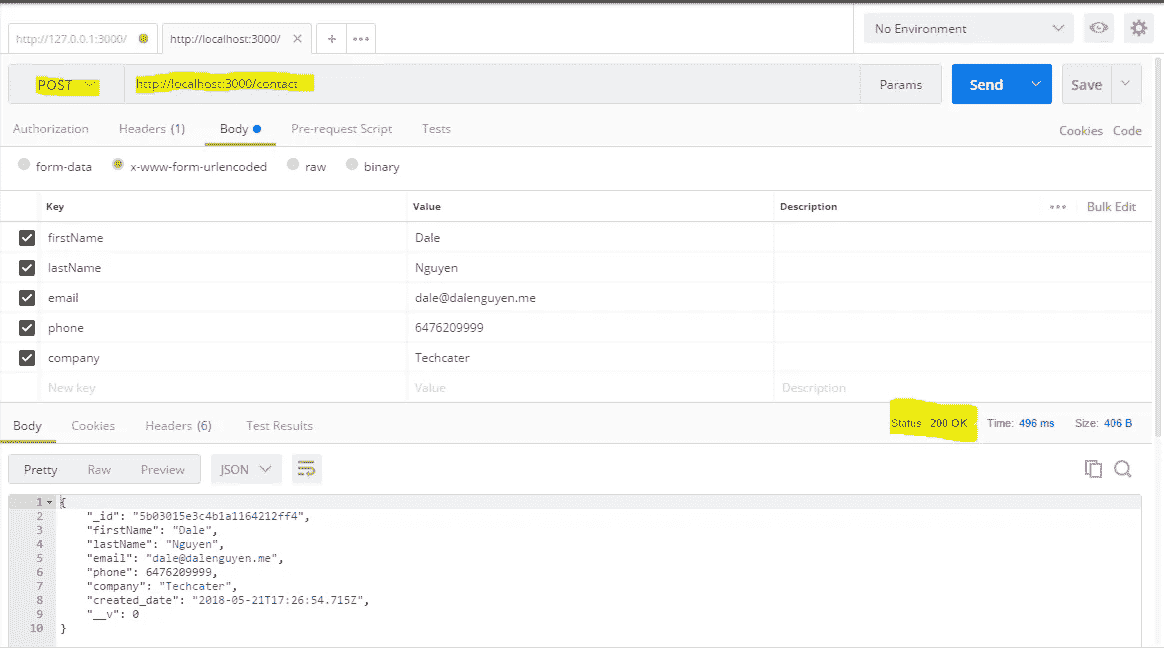 http://127.0.0.1:3000/ http://localhost:3000/ No Environment
POST http://localhost:3000/contact Params Send Save
Authorization Headers (1) Body Pre-request Script Tests Cookies Code
form-data x-www-form-urlencoded raw binary
Key Value Description Bulk Edit
firstName Dale
lastName Nguyen
email dale@dalenguyen.me
phone 6476209999
company Techcater
New key Value Description
Body Cookies Headers (6) Test Results Status 200 OK Time: 496 ms Size: 406 B
Pretty Raw Preview JSON
1 {
2 "_id": "5b03015e3c4b1a1164212ff4",
3 "firstName": "Dale",
4 "lastName": "Nguyen",
5 "email": "dale@dalenguyen.me",
6 "phone": 6476209999,
7 "company": "Techcater",
8 "created_date": "2018-05-21T17:26:54.715Z",
9 "__v": 0
10 }